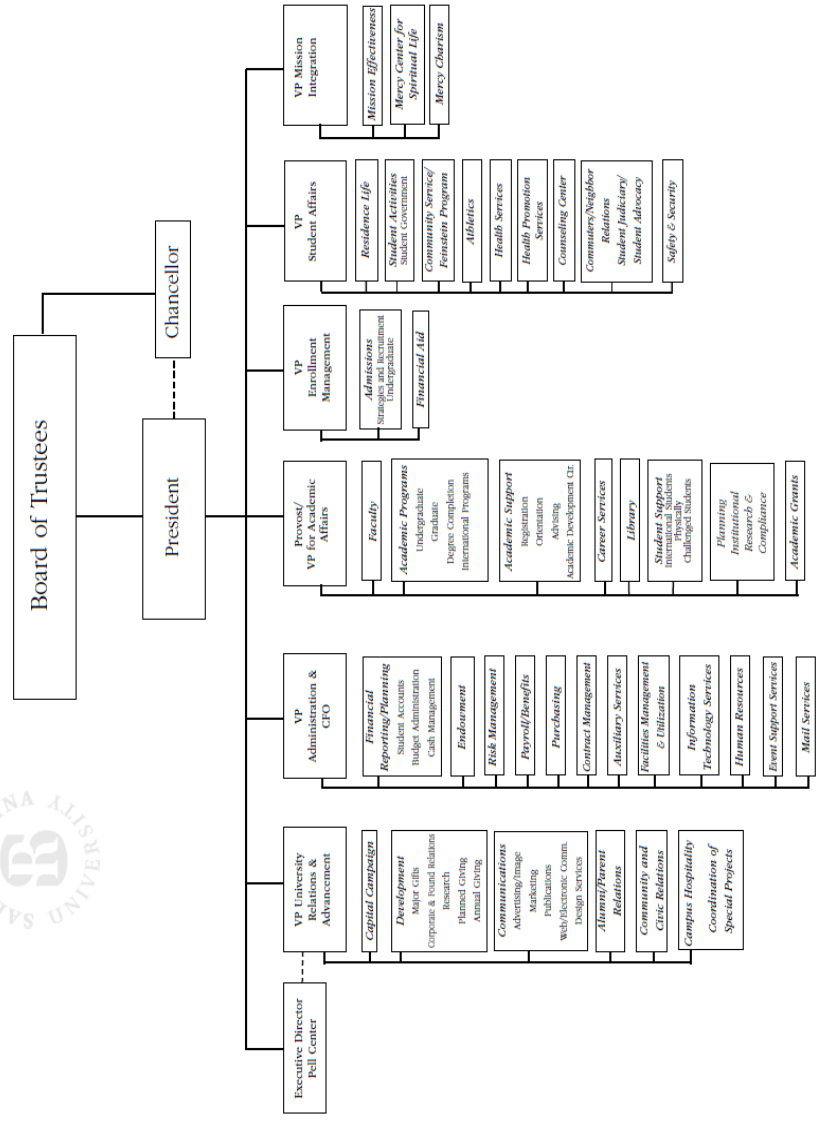 Board of Trustees
Chancellor
President
Executive Director
Pell Center
VP University
Relations &
Advancement
Capital Campaign
Development
Major Gifts
Corporate & Found Relations
Research
Planned Giving
Annual Giving
Communications
Advertising/Image
Marketing
Publications
Web/Electronic Comm.
Design Services
Alumni/Parent
Relations
Community and
Civic Relations
Campus Hospitality
Coordination of
Special Projects
VP
Administration &
CFO
Financial
Reporting/Planning
Student Accounts
Budget Administration
Cash Management
Endowment
Risk Management
Payroll/Benefits
Purchasing
Contract Management
Auxiliary Services
Facilities Management
& Utilization
Information
Technology Services
Human Resources
Event Support Services
Mail Services
Provost/
VP for Academic
Affairs
Faculty
Academic Programs
Undergraduate
Graduate
Degree Completion
International Programs
Academic Support
Registration
Orientation
Advising
Academic Development Ctr.
Career Services
Library
Student Support
International Students
Physically
Challenged Students
Planning
Institutional
Research &
Compliance
Academic Grants
VP
Enrollment
Management
Admissions
Strategies and Recruitment
Undergraduate
Financial Aid
VP
Student Affairs
Residence Life
Student Activities
Student Government
Community Service/
Feinstein Program
Athletics
Health Services
Health Promotion
Services
Counseling Center
Commuters/Neighbor
Relations
Student Judiciary/
Student Advocacy
Safety & Security
VP Mission
Integration
Mission Effectiveness
Mercy Center for
Spiritual Life
Mercy Charism
UNIVERSITY